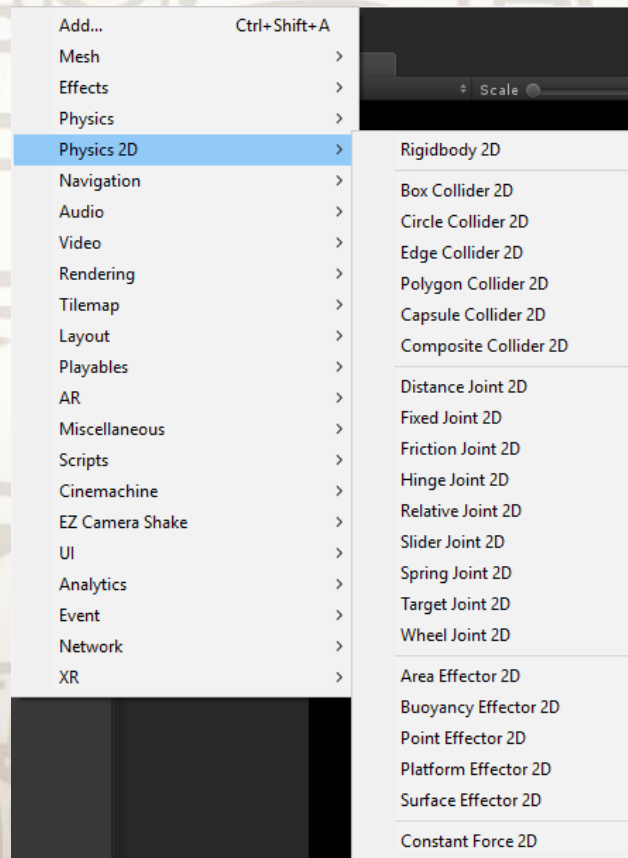 Add... Ctrl+Shift+A
Mesh
Effects
Physics
Physics 2D
Navigation
Audio
Video
Rendering
Tilemap
Layout
Playables
AR
Miscellaneous
Scripts
Cinemachine
EZ Camera Shake
UI
Analytics
Event
Network
XR
Scale
Rigidbody 2D
Box Collider 2D
Circle Collider 2D
Edge Collider 2D
Polygon Collider 2D
Capsule Collider 2D
Composite Collider 2D
Distance Joint 2D
Fixed Joint 2D
Friction Joint 2D
Hinge Joint 2D
Relative Joint 2D
Slider Joint 2D
Spring Joint 2D
Target Joint 2D
Wheel Joint 2D
Area Effector 2D
Buoyancy Effector 2D
Point Effector 2D
Platform Effector 2D
Surface Effector 2D
Constant Force 2D